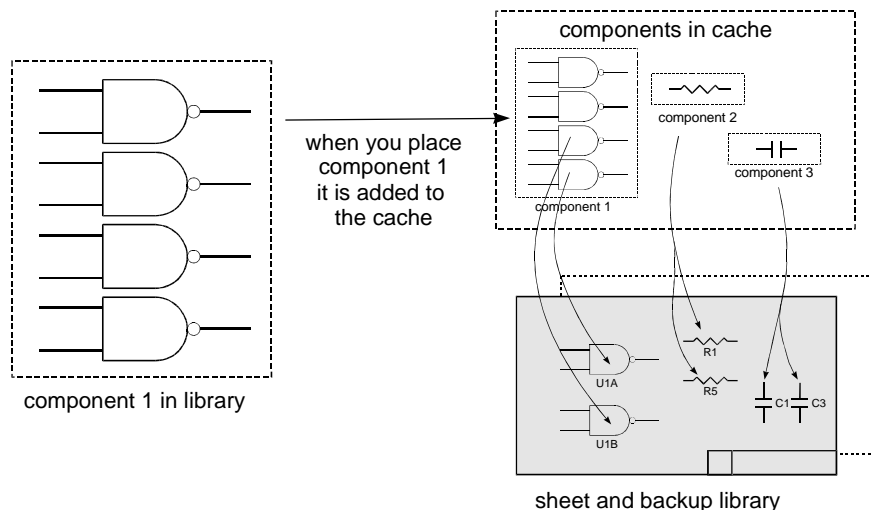 components in cache
component 2
component 3
component 1
when you place
component 1
it is added to
the cache
component 1 in library
R1
R5
U1A
U1B
C1
C3
sheet and backup library